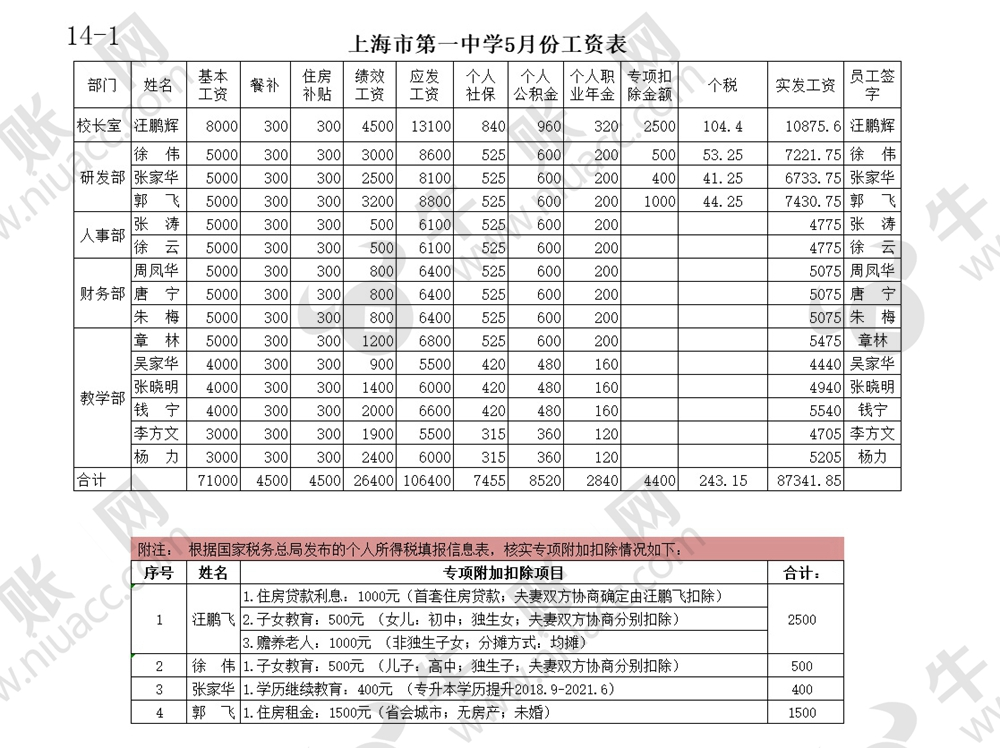 14-1
上海市第一中学5月份工资表
部门 姓名 基本工资 餐补 住房补贴 绩效工资 应发工资 个人社保 个人公积金 个人职业年金 专项扣除金额 个税 实发工资 员工签字
校长室 汪鹏辉 8000 300 300 4500 13100 840 960 320 2500 104.4 10875.6 汪鹏辉
研发部 徐 伟 5000 300 300 3000 8600 525 600 200 500 53.25 7221.75 徐 伟
张家华 5000 300 300 2500 8100 525 600 200 400 41.25 6733.75 张家华
郭 飞 5000 300 300 3200 8800 525 600 200 1000 44.25 7430.75 郭 飞
人事部 张 涛 5000 300 300 500 6100 525 600 200 4775 张 涛
徐 云 5000 300 300 500 6100 525 600 200 4775 徐 云
财务部 周凤华 5000 300 300 800 6400 525 600 200 5075 周凤华
唐 宁 5000 300 300 800 6400 525 600 200 5075 唐 宁
朱 梅 5000 300 300 800 6400 525 600 200 5075 朱 梅
教学部 章 林 5000 300 300 1200 6800 525 600 200 5475 章林
吴家华 4000 300 300 900 5500 420 480 160 4440 吴家华
张晓明 4000 300 300 1400 6000 420 480 160 4940 张晓明
钱 宁 4000 300 300 2000 6600 420 480 160 5540 钱宁
李方文 3000 300 300 1900 5500 315 360 120 4705 李方文
杨 力 3000 300 300 2400 6000 315 360 120 5205 杨力
合计 71000 4500 4500 26400 106400 7455 8520 2840 4400 243.15 87341.85
附注： 根据国家税务总局发布的个人所得税填报信息表，核实专项附加扣除情况如下：
序号 姓名 专项附加扣除项目 合计：
1 汪鹏飞 1.住房贷款利息：1000元（首套住房贷款；夫妻双方协商确定由汪鹏飞扣除） 2500
2.子女教育：500元 （女儿：初中；独生女；夫妻双方协商分别扣除）
3.赡养老人：1000元 （非独生子女；分摊方式：均摊）
2 徐 伟 1.子女教育：500元 （儿子：高中；独生子；夫妻双方协商分别扣除） 500
3 张家华 1.学历继续教育：400元 （专升本学历提升2018.9-2021.6） 400
4 郭 飞 1.住房租金：1500元（省会城市；无房产；未婚） 1500
牛账网
www.niuacc.com